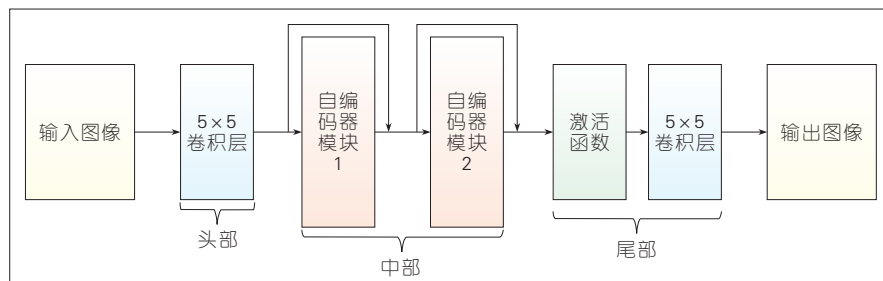 输入图像
5×5
卷积层
自编
码器
模块
1
自编
码器
模块
2
激活
函数
5×5
卷积层
输出图像
头部
中部
尾部